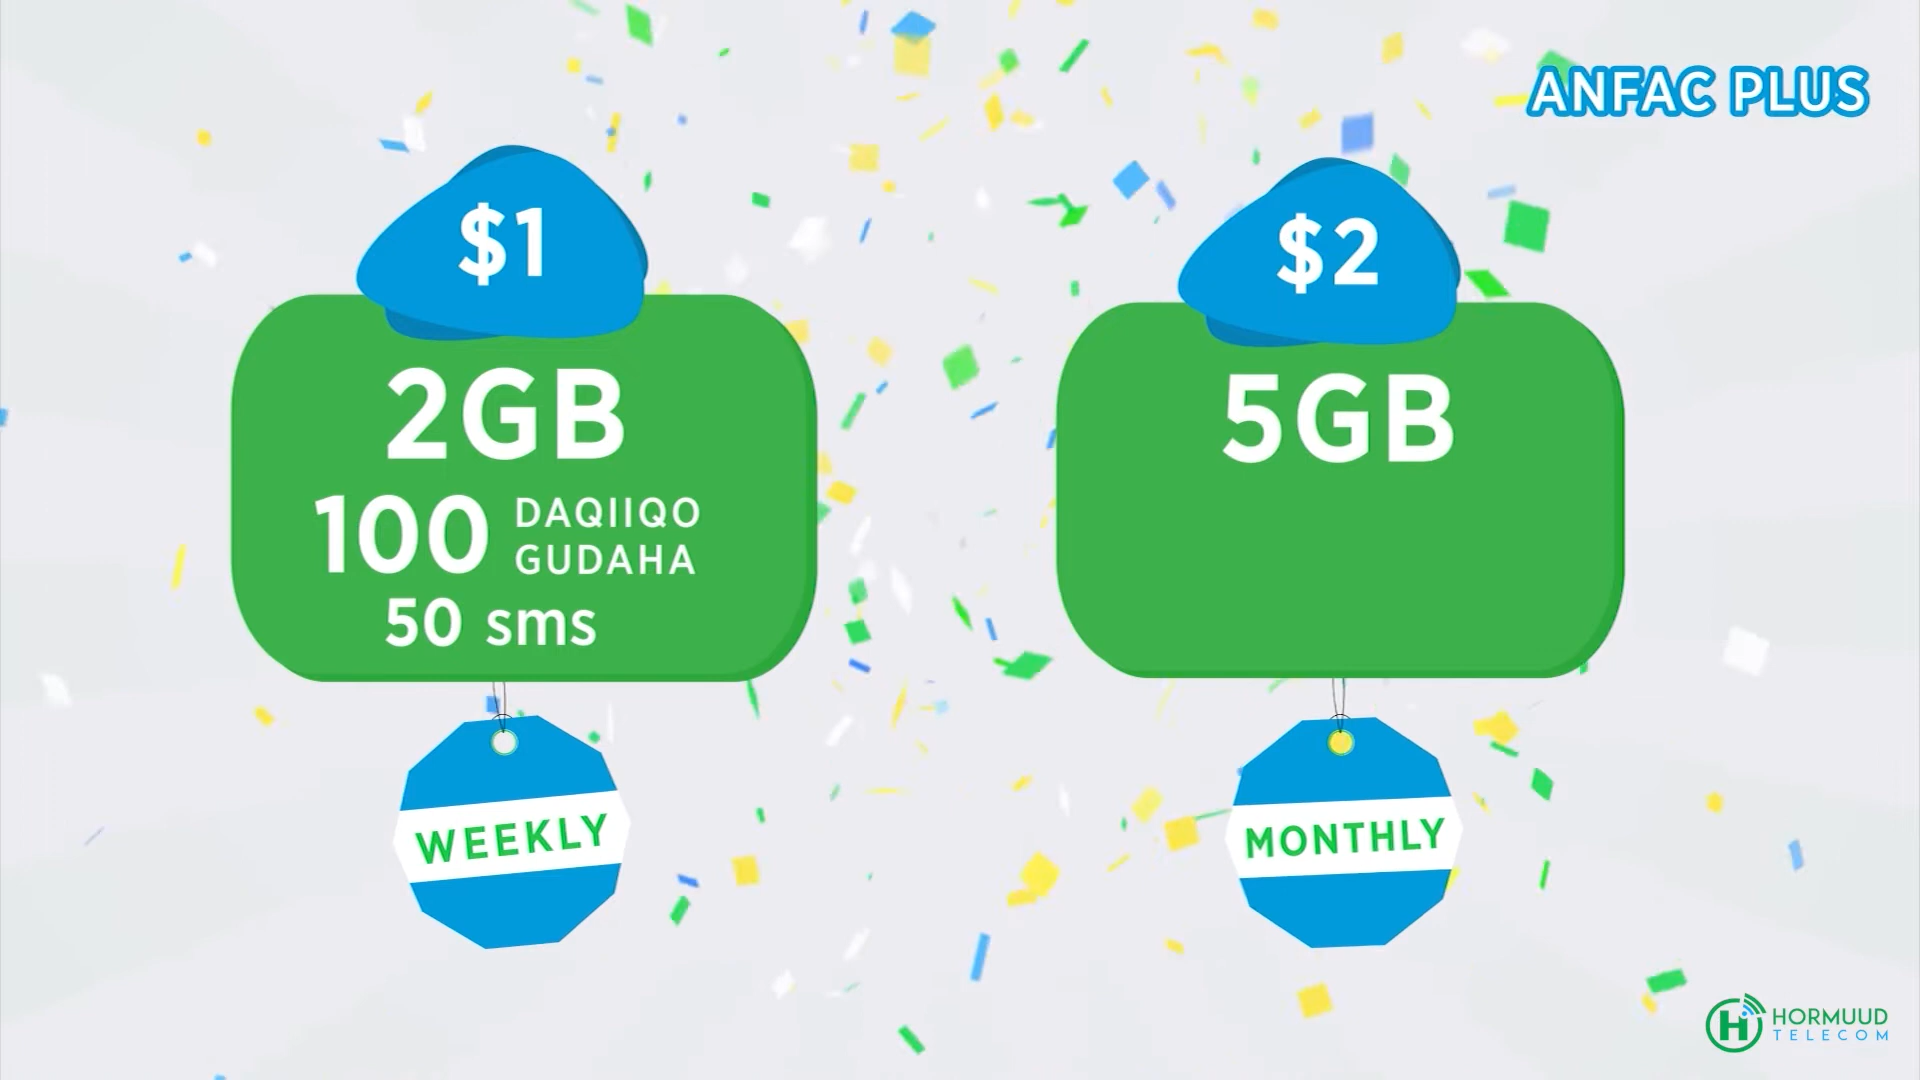 ANFAC PLUS
$1
2GB
100 DAQIIQO
GUDAHA
50 sms
WEEKLY
$2
5GB
MONTHLY
H HORMUUD
TELECOM